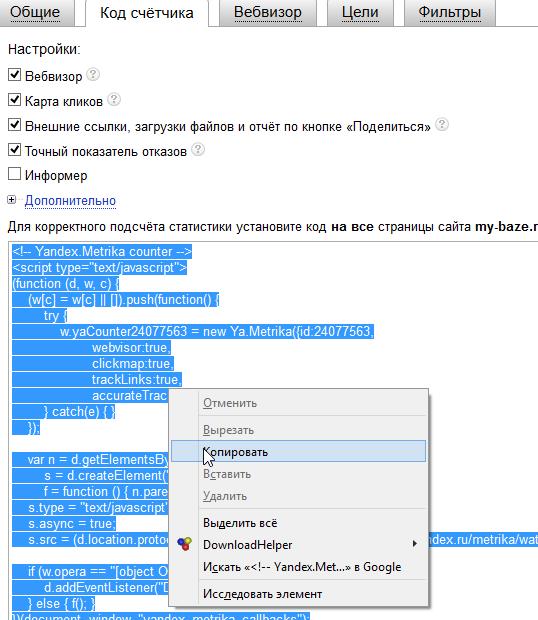 Общие Код счётчика Вебвизор Цели Фильтры
Настройки:
Вебвизор ?
Карта кликов ?
Внешние ссылки, загрузки файлов и отчёт по кнопке «Поделиться» ?
Точный показатель отказов ?
Информер
Дополнительно
Для корректного подсчёта статистики установите код на все страницы сайта my-baze.r
<!-- Yandex.Metrika counter -->
<script type="text/javascript">
(function (d, w, c) {
(w[c] = w[c] || []).push(function() {
try {
w.yaCounter24077563 = new Ya.Metrika({id:24077563,
webvisor:true,
clickmap:true,
trackLinks:true,
accurateTrac
} catch(e) { }
});
var n = d.getElementsBy
s = d.createElement("
f = function () { n.pare
s.type = "text/javascript"
s.async = true;
s.src = (d.location.protoc ndex.ru/metrika/wat
if (w.opera == "[object O
d.addEventListener("D
} else { f(); }
})(document, window, "yandex_metrika_callbacks");
Отменить
Вырезать
Копировать
Вставить
Удалить
Выделить всё
DownloadHelper
Искать «<!-- Yandex.Met...» в Google
Исследовать элемент